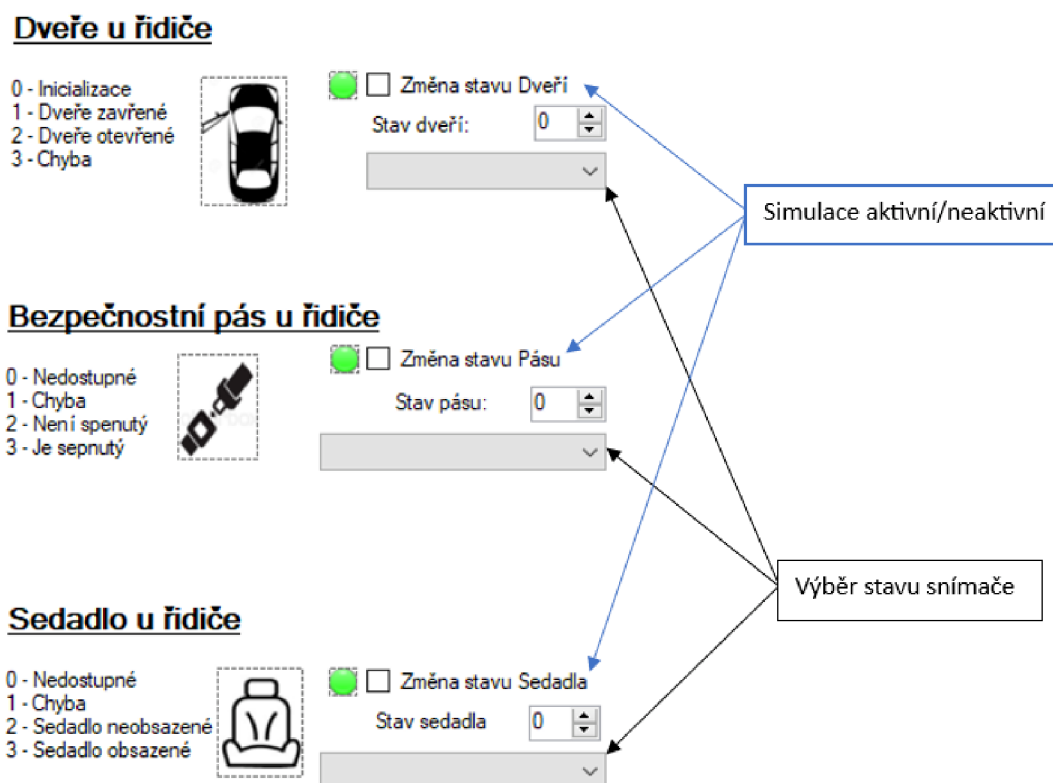 Dveře u řidiče
0 - Inicializace
1 - Dveře zavřené
2 - Dveře otevřené
3 - Chyba
Změna stavu Dveří
Stav dveří: 0
Simulace aktivní/neaktivní
Bezpečnostní pás u řidiče
0 - Nedostupné
1 - Chyba
2 - Není spenutý
3 - Je sepnutý
Změna stavu Pásu
Stav pásu: 0
Výběr stavu snímače
Sedadlo u řidiče
0 - Nedostupné
1 - Chyba
2 - Sedadlo neobsazené
3 - Sedadlo obsazené
Změna stavu Sedadla
Stav sedadla 0